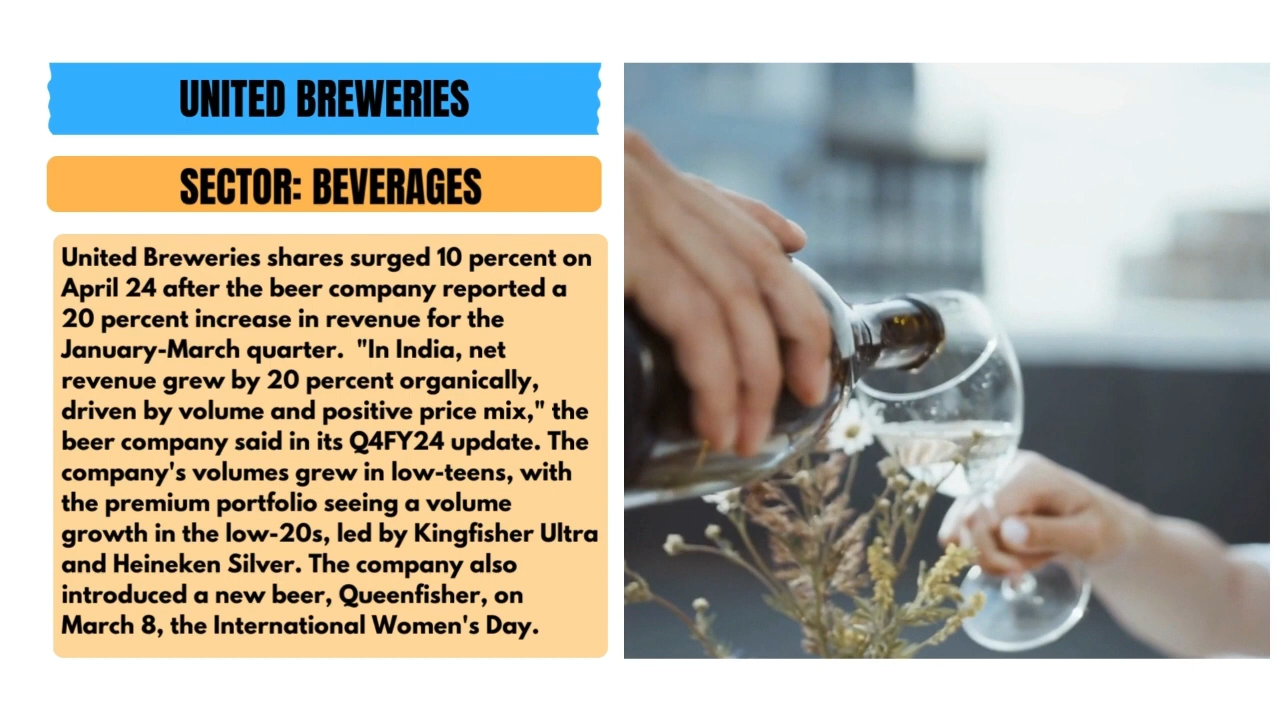 UNITED BREWERIES
SECTOR: BEVERAGES
United Breweries shares surged 10 percent on
April 24 after the beer company reported a
20 percent increase in revenue for the
January-March quarter.  "In India, net
revenue grew by 20 percent organically,
driven by volume and positive price mix," the
beer company said in its Q4FY24 update. The
company's volumes grew in low-teens, with
the premium portfolio seeing a volume
growth in the low-20s, led by Kingfisher Ultra
and Heineken Silver. The company also
introduced a new beer, Queenfisher, on
March 8, the International Women's Day.